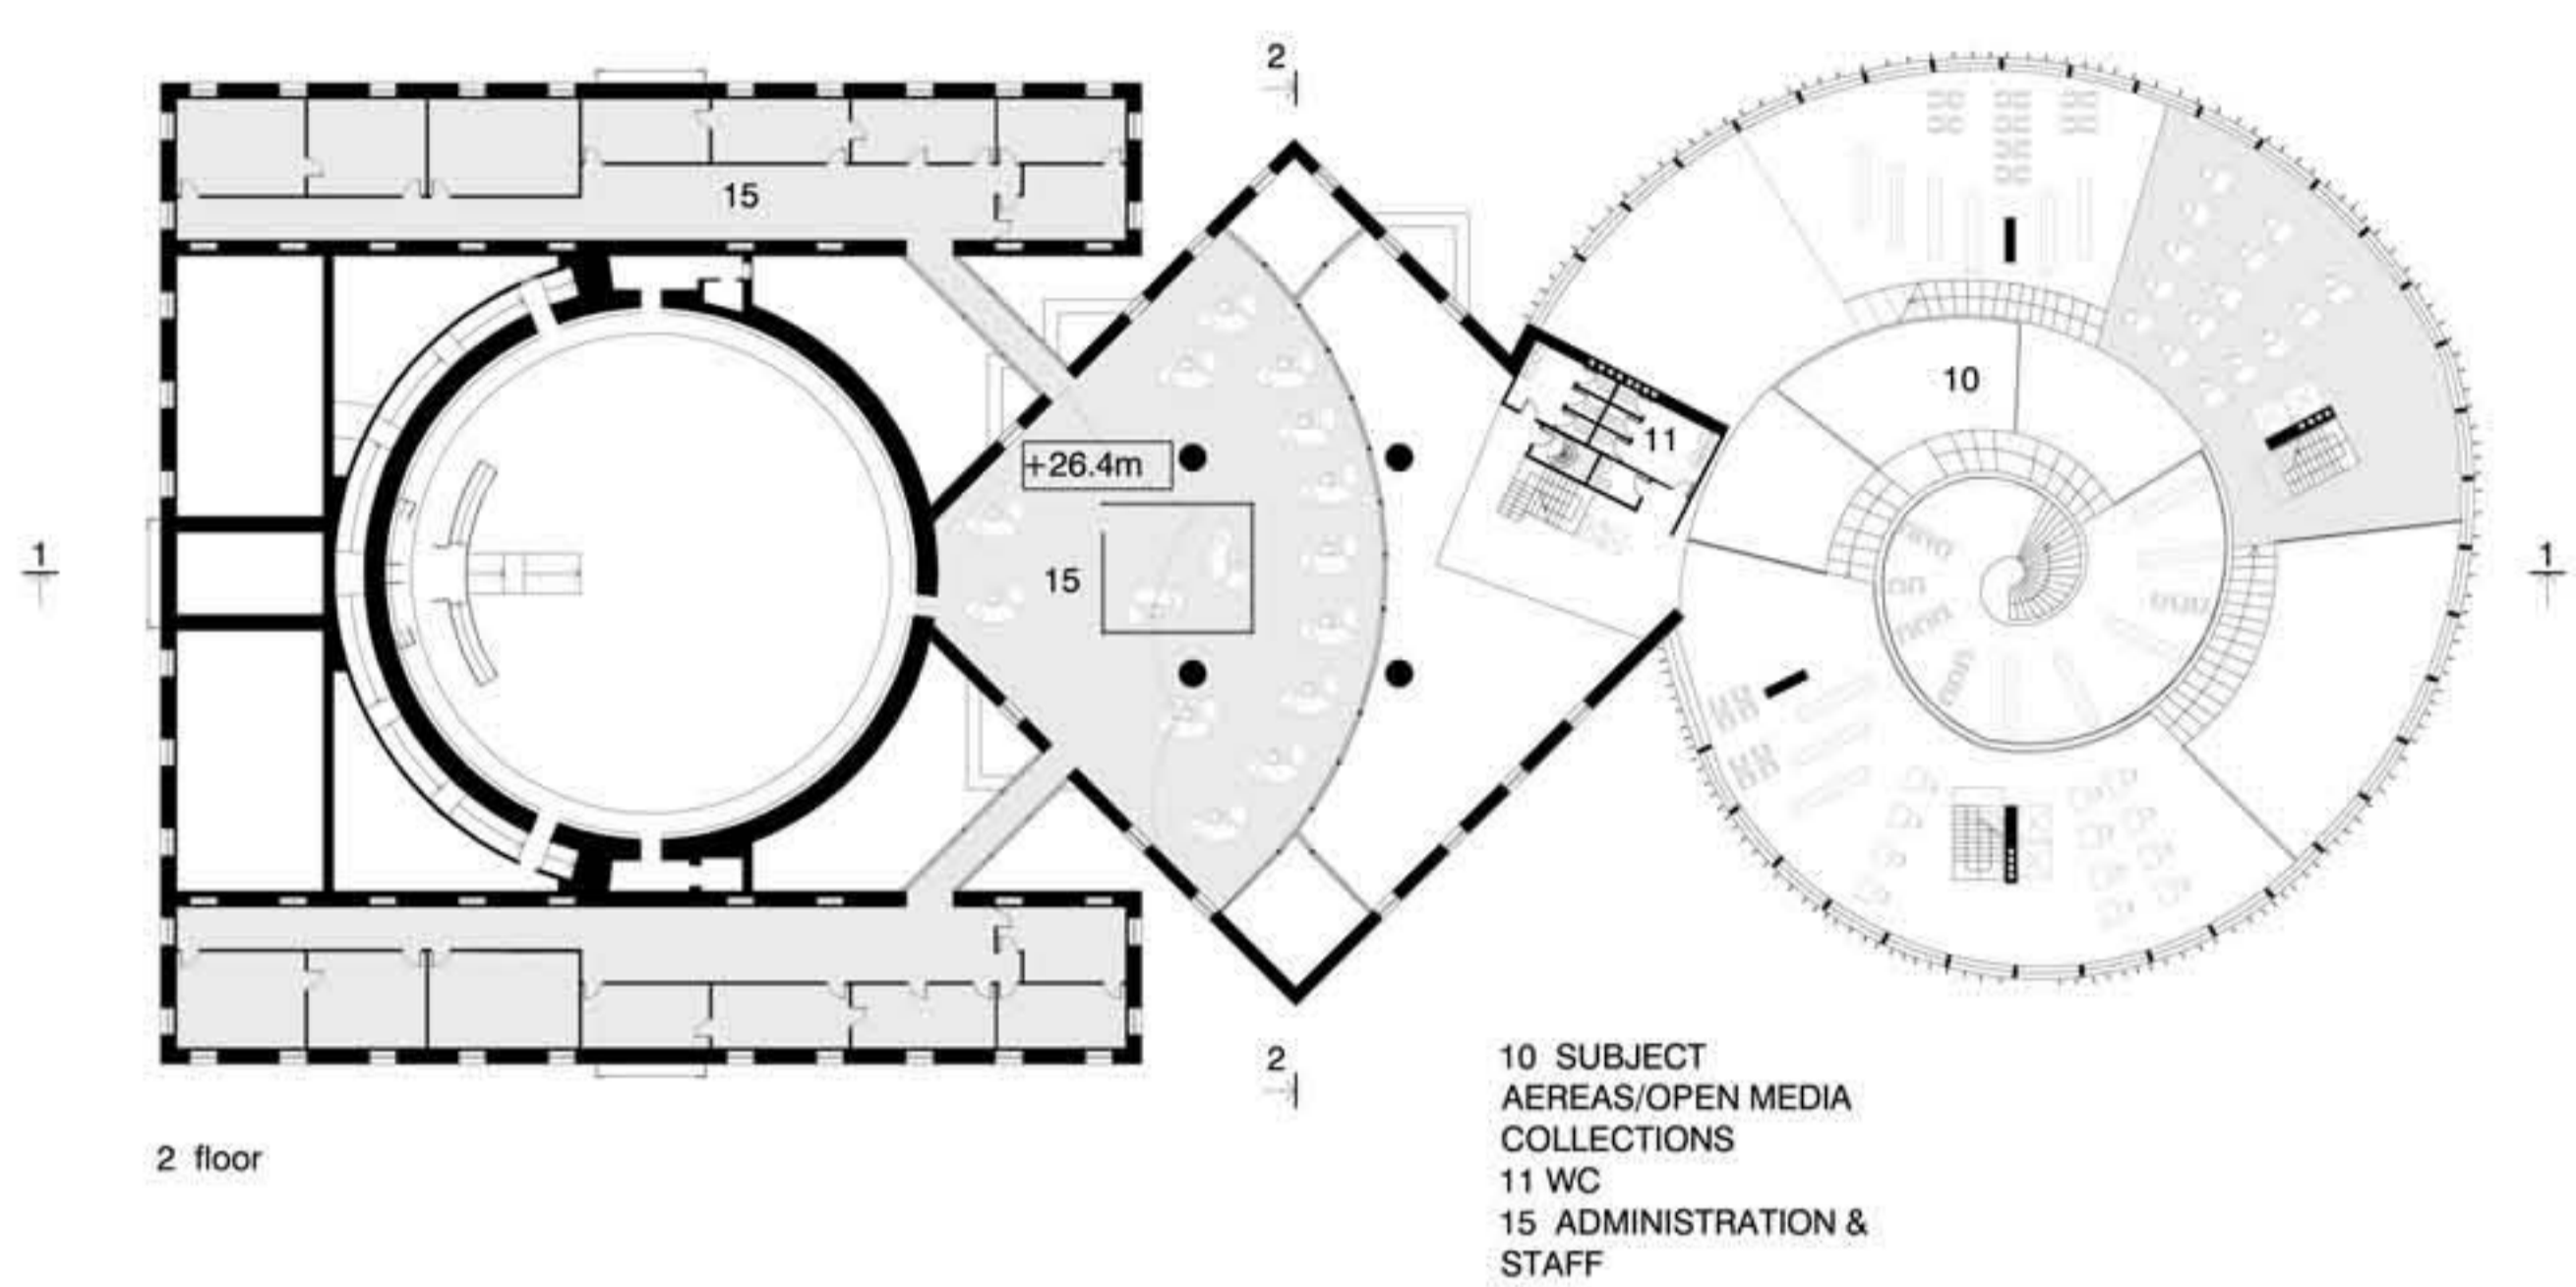 2
15
10
11
+26.4m
1
15
1
2
2 floor
10 SUBJECT
AEREAS/OPEN MEDIA
COLLECTIONS
11 WC
15 ADMINISTRATION &
STAFF